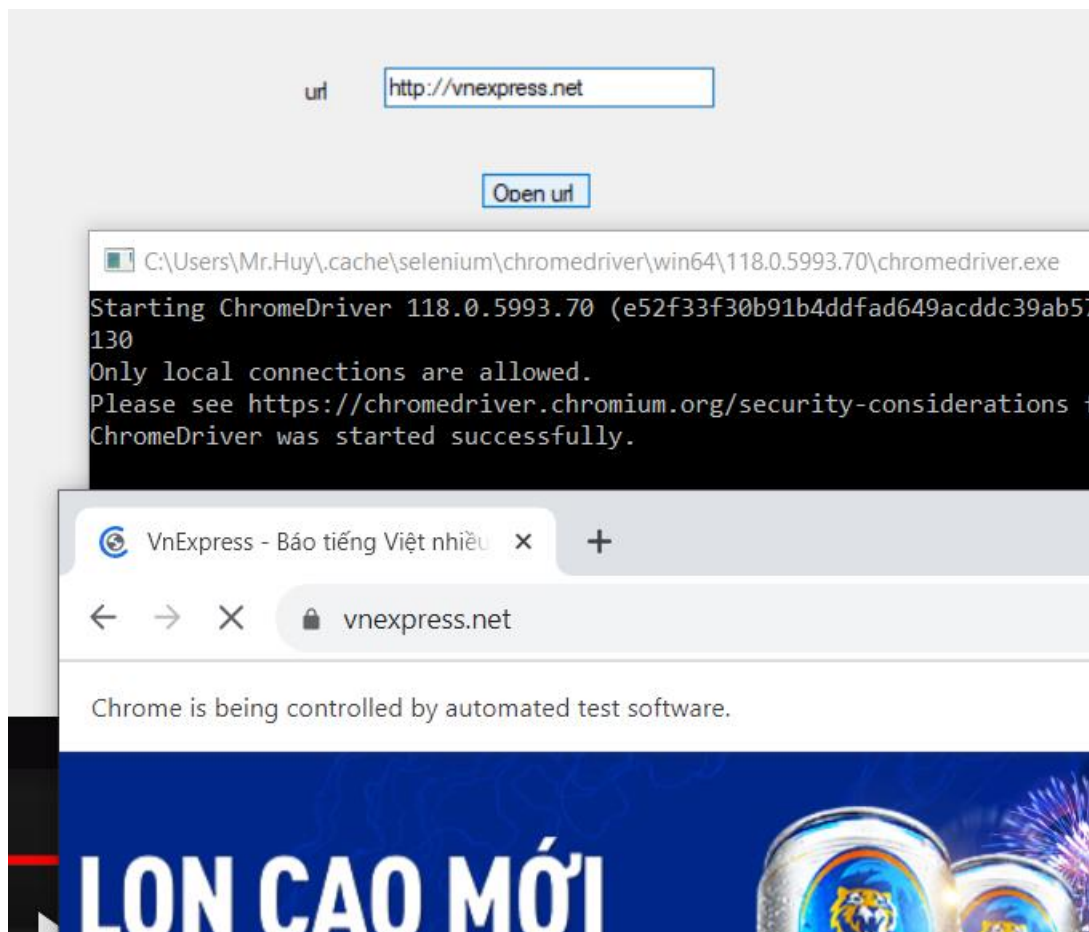 url http://vnexpress.net
Open url
C:\Users\Mr.Huy\.cache\selenium\chromedriver\win64\118.0.5993.70\chromedriver.exe
Starting ChromeDriver 118.0.5993.70 (e52f33f30b91b4ddfad649acddc39ab5
130
Only local connections are allowed.
Please see https://chromedriver.chromium.org/security-considerations
ChromeDriver was started successfully.
VnExpress - Báo tiếng Việt nhiều
vnexpress.net
Chrome is being controlled by automated test software.
LON CAO MỚI